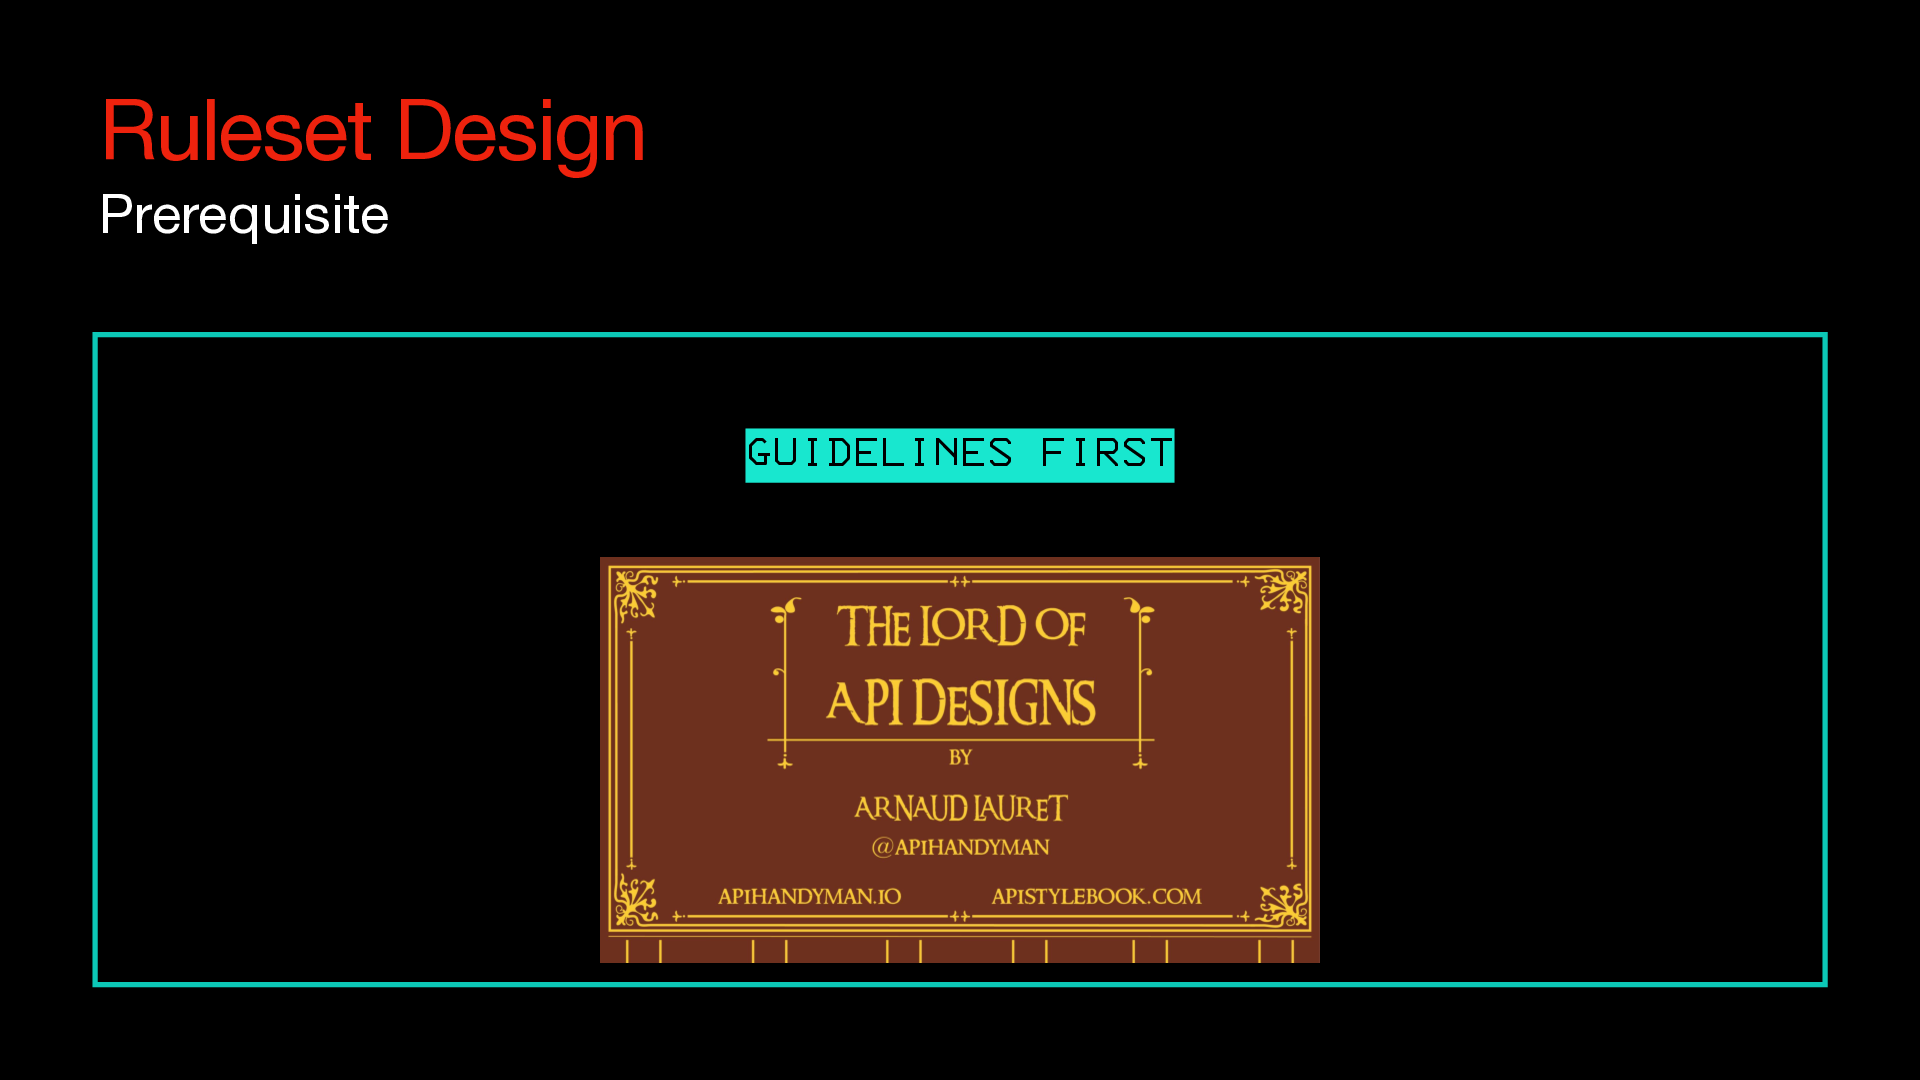 Ruleset Design
Prerequisite
GUIDELINES FIRST
THE LORD OF
API DESIGNS
BY
ARNAUD LAURET
@APIHANDYMAN
APIHANDYMAN.IO
APISTYLEBOOK.COM